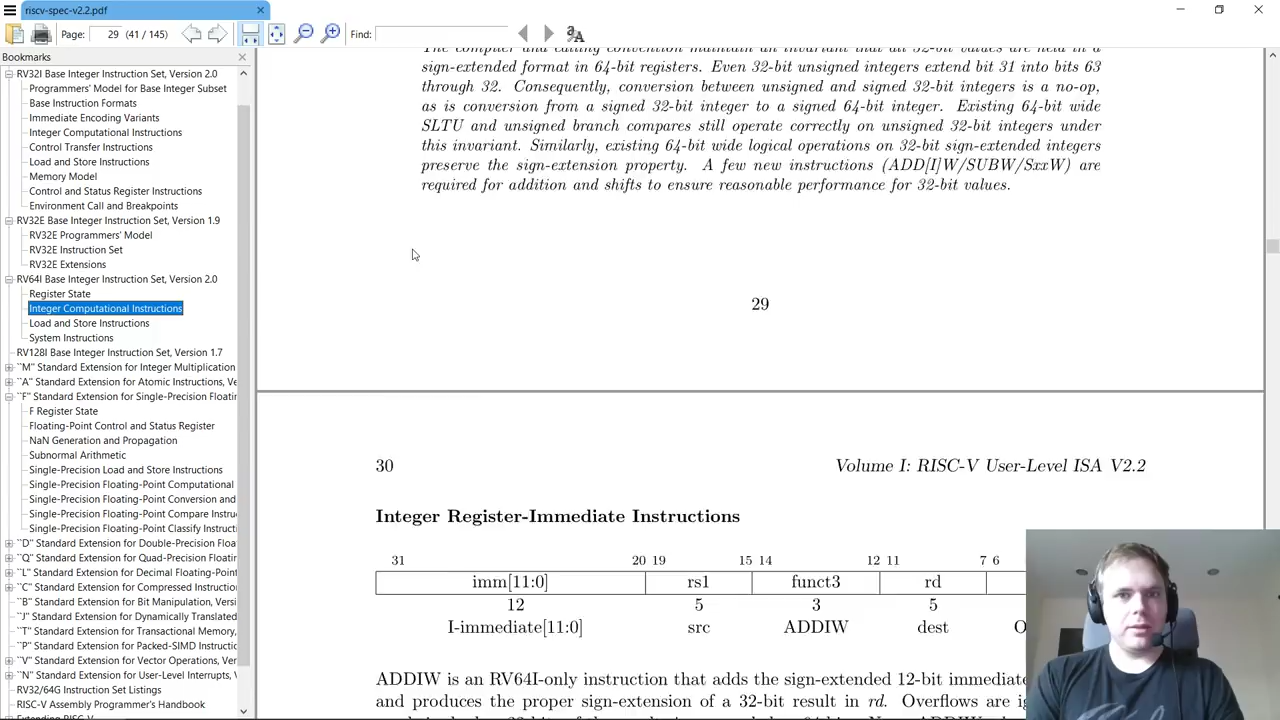 riscv-spec-v2.2.pdf
Page: 29 (41 / 145) Find:
Bookmarks
RV32I Base Integer Instruction Set, Version 2.0
Programmers' Model for Base Integer Subset
Base Instruction Formats
Immediate Encoding Variants
Integer Computational Instructions
Control Transfer Instructions
Load and Store Instructions
Memory Model
Control and Status Register Instructions
Environment Call and Breakpoints
RV32E Base Integer Instruction Set, Version 1.9
RV32E Programmers' Model
RV32E Instruction Set
RV32E Extensions
RV64I Base Integer Instruction Set, Version 2.0
Register State
Integer Computational Instructions
Load and Store Instructions
System Instructions
RV128I Base Integer Instruction Set, Version 1.7
``M'' Standard Extension for Integer Multiplication
``A'' Standard Extension for Atomic Instructions, Ve
``F'' Standard Extension for Single-Precision Floatir
F Register State
Floating-Point Control and Status Register
NaN Generation and Propagation
Subnormal Arithmetic
Single-Precision Load and Store Instructions
Single-Precision Floating-Point Computational
Single-Precision Floating-Point Conversion and
Single-Precision Floating-Point Compare Instru
Single-Precision Floating-Point Classify Instruct
``D'' Standard Extension for Double-Precision Floa
``Q'' Standard Extension for Quad-Precision Floatir
``L'' Standard Extension for Decimal Floating-Point
``C'' Standard Extension for Compressed Instructio
``B'' Standard Extension for Bit Manipulation, Versi
``J'' Standard Extension for Dynamically Translated
``T'' Standard Extension for Transactional Memory,
``P'' Standard Extension for Packed-SIMD Instructio
``V'' Standard Extension for Vector Operations, Ver
``N'' Standard Extension for User-Level Interrupts, V
RV32/64G Instruction Set Listings
RISC-V Assembly Programmer's Handbook
Extending RISC-V
The compiler and calling convention maintain an invariant that all 32-bit values are held in a
sign-extended format in 64-bit registers. Even 32-bit unsigned integers extend bit 31 into bits 63
through 32. Consequently, conversion between unsigned and signed 32-bit integers is a no-op,
as is conversion from a signed 32-bit integer to a signed 64-bit integer. Existing 64-bit wide
SLTU and unsigned branch compares still operate correctly on unsigned 32-bit integers under
this invariant. Similarly, existing 64-bit wide logical operations on 32-bit sign-extended integers
preserve the sign-extension property. A few new instructions (ADD[I]W/SUBW/SxxW) are
required for addition and shifts to ensure reasonable performance for 32-bit values.
29
30 Volume I: RISC-V User-Level ISA V2.2
Integer Register-Immediate Instructions
31 20 19 15 14 12 11 7 6
imm[11:0] rs1 funct3 rd
12 5 3 5
I-immediate[11:0] src ADDIW dest O
ADDIW is an RV64I-only instruction that adds the sign-extended 12-bit immediate
and produces the proper sign-extension of a 32-bit result in rd. Overflows are ig